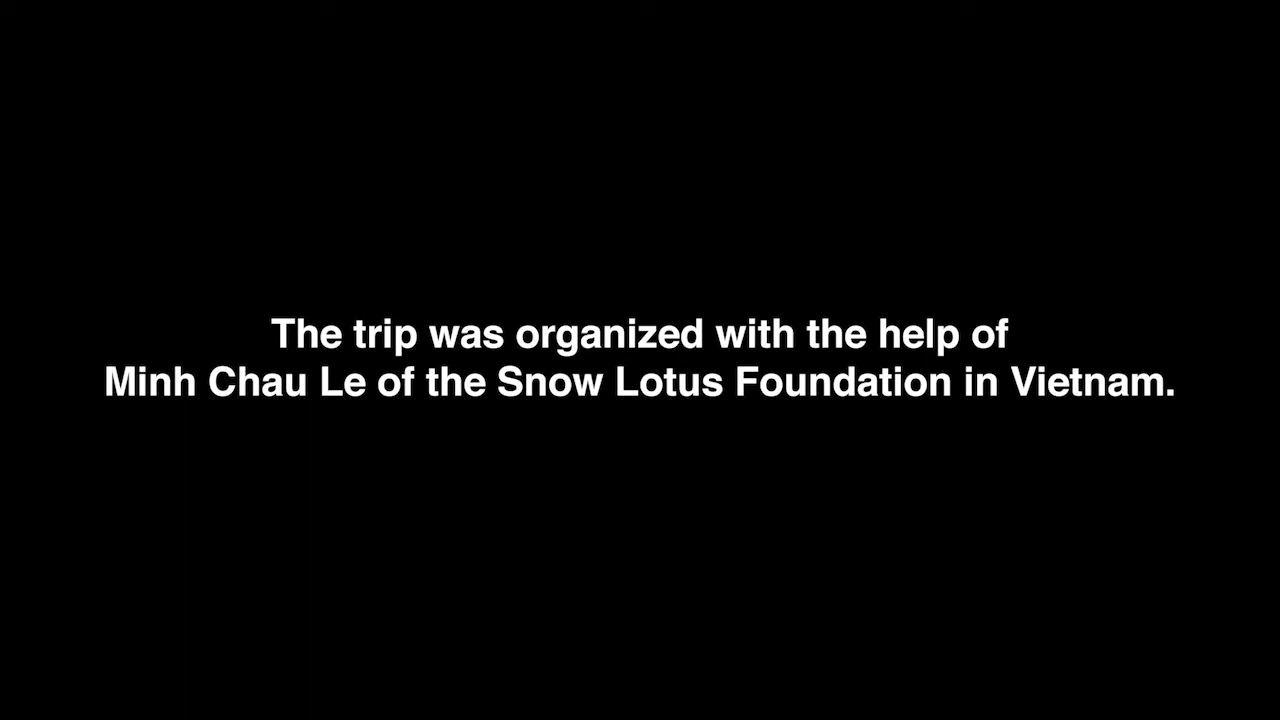 The trip was organized with the help of
Minh Chau Le of the Snow Lotus Foundation in Vietnam.